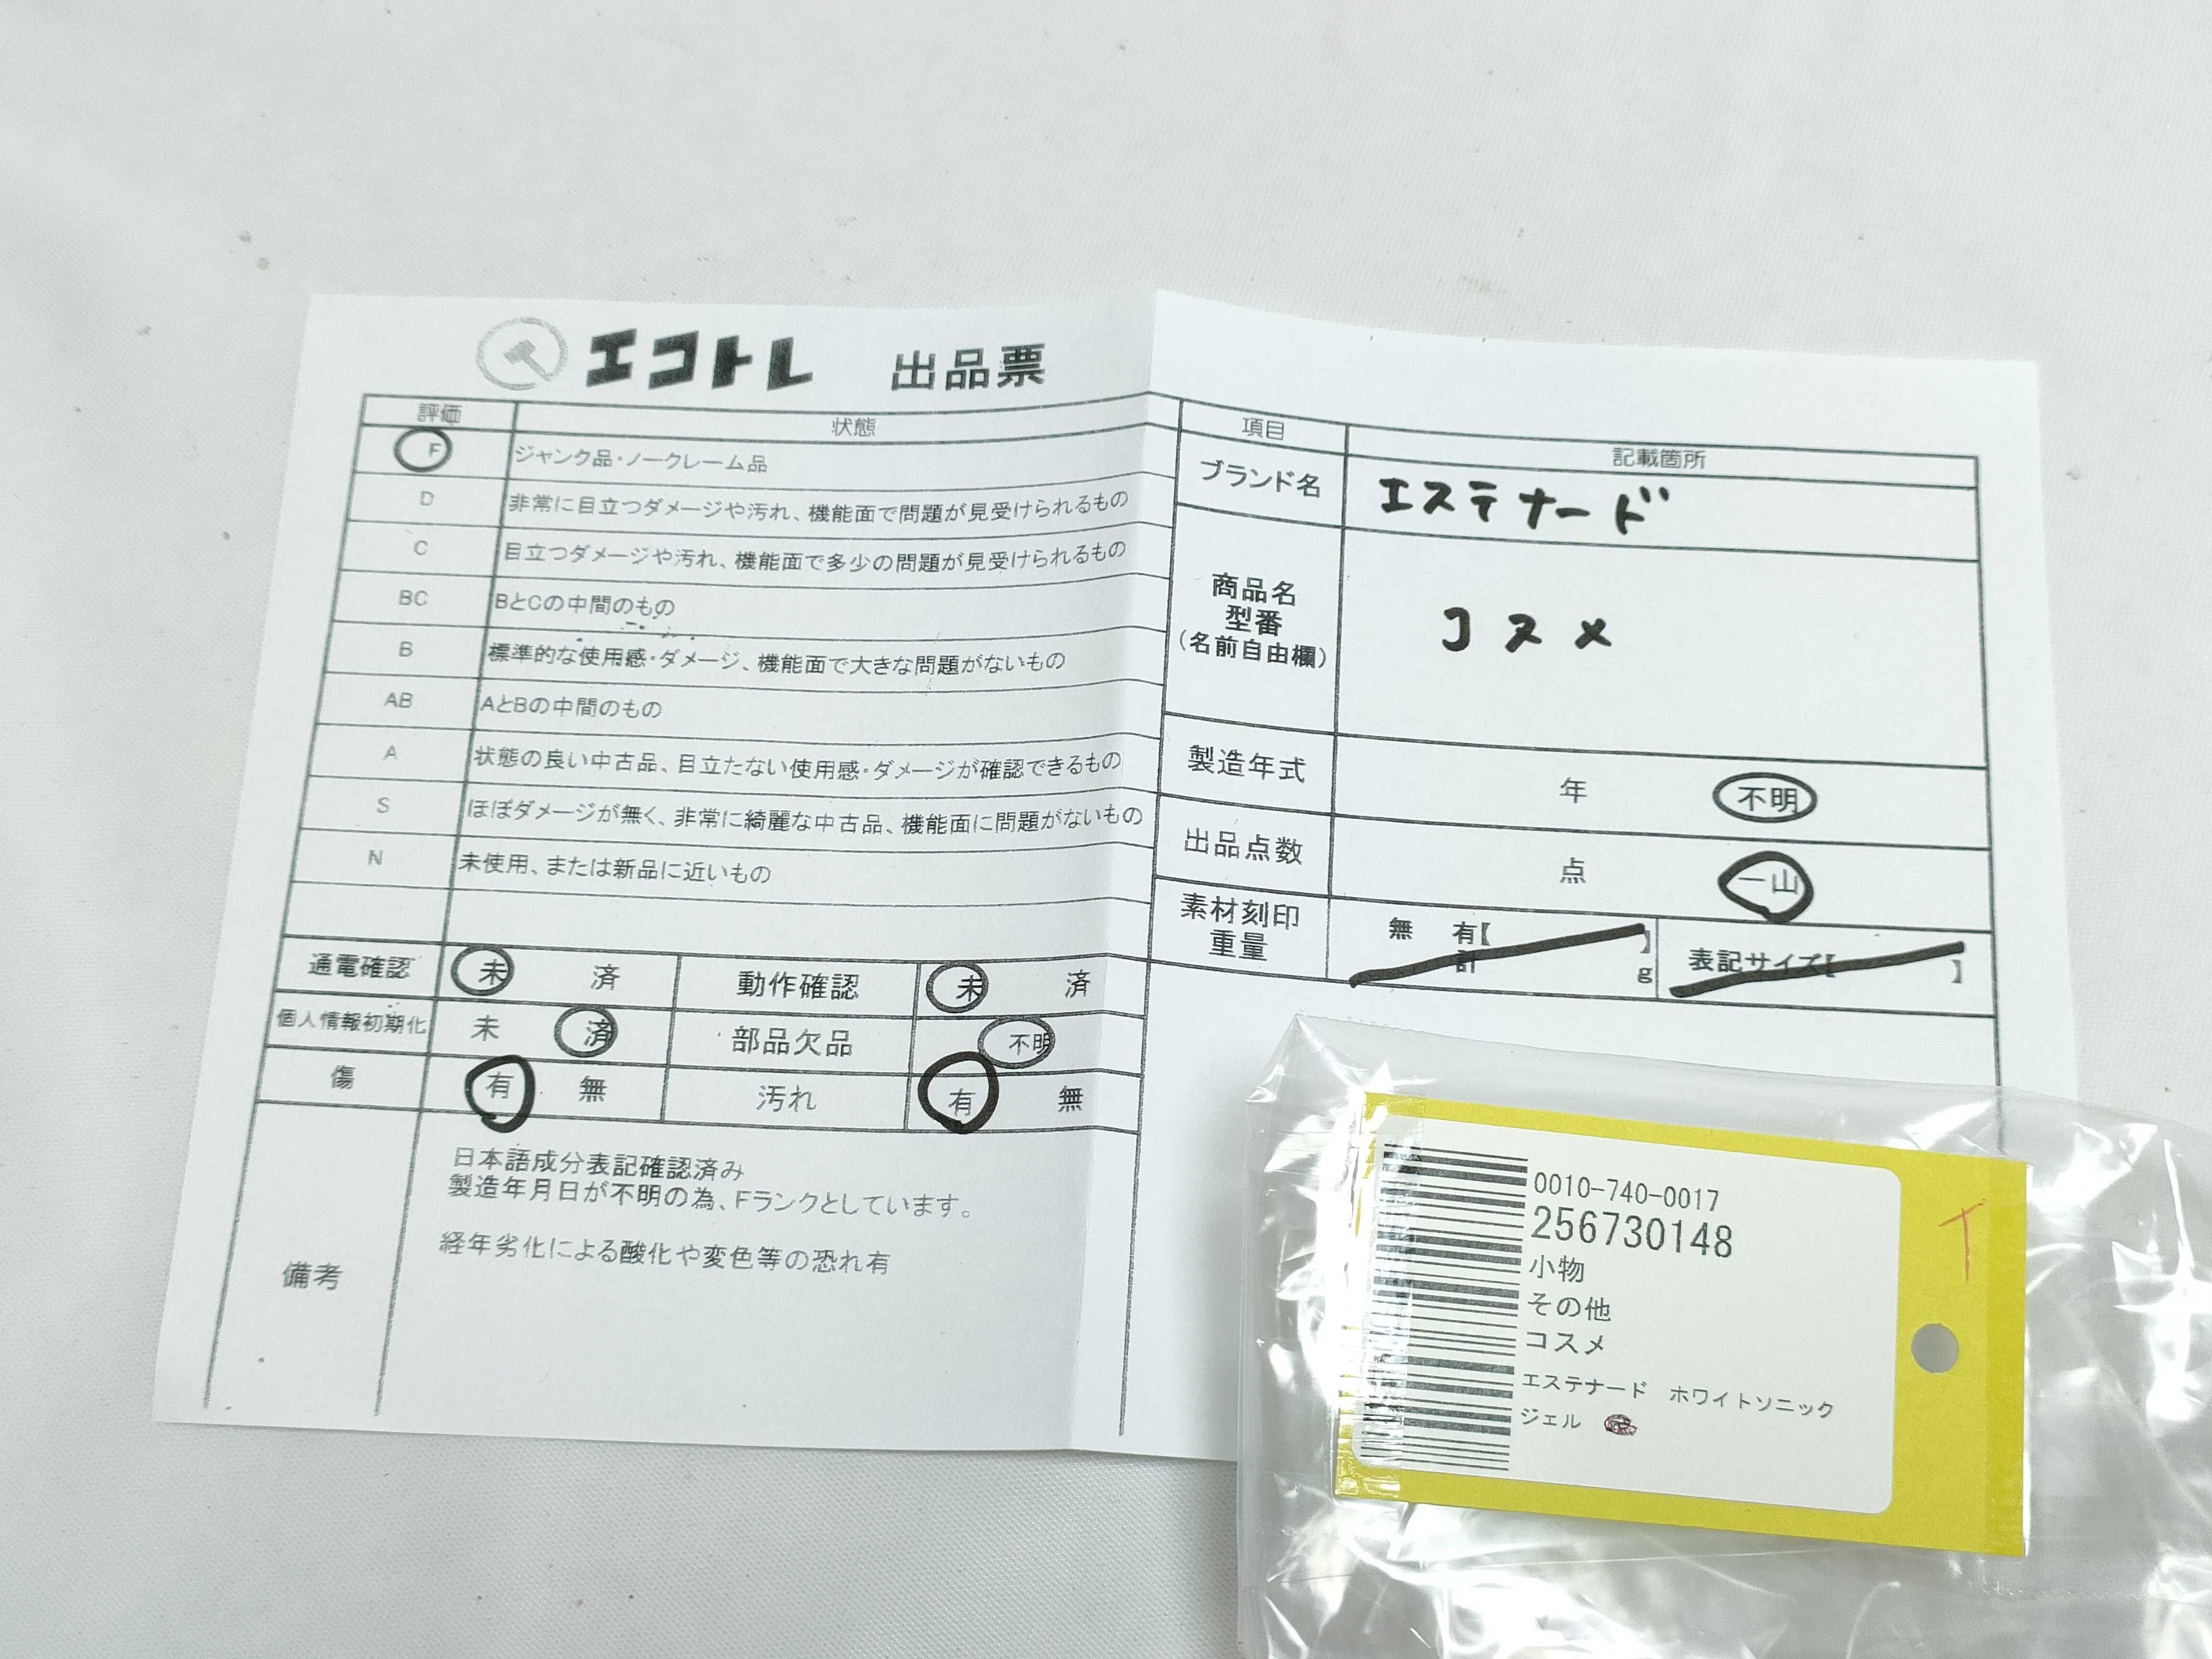 エコトレ 出品票
評価 状態
F ジャンク品・ノークレーム品
D 非常に目立つダメージや汚れ、機能面で問題が見受けられるもの
C 目立つダメージや汚れ、機能面で多少の問題が見受けられるもの
BC BとCの中間のもの
B 標準的な使用感・ダメージ、機能面で大きな問題がないもの
AB AとBの中間のもの
A 状態の良い中古品、目立たない使用感・ダメージが確認できるもの
S ほぼダメージが無く、非常に綺麗な中古品、機能面に問題がないもの
N 未使用、または新品に近いもの
通電確認 未 済 動作確認 未 済
個人情報初期化 未 済 部品欠品 不明
傷 有 無 汚れ 有 無
備考
日本語成分表記確認済み
製造年月日が不明の為、Fランクとしています。
経年劣化による酸化や変色等の恐れ有
項目 記載箇所
ブランド名 エステナード
商品名
型番
(名前自由欄)
コスメ
製造年式 年 不明
出品点数 点 一山
素材刻印
重量
無 有【 】
計 g
表記サイズ【 】
0010-740-0017
256730148
小物
その他
コスメ
エステナード ホワイトソニック
ジェル
イ